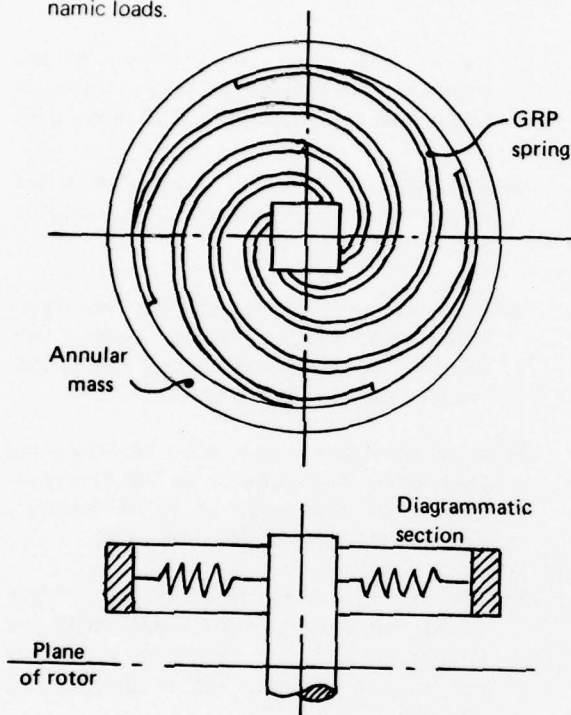 namic loads.
GRP
spring
Annular
mass
Diagrammatic
section
Plane
of rotor